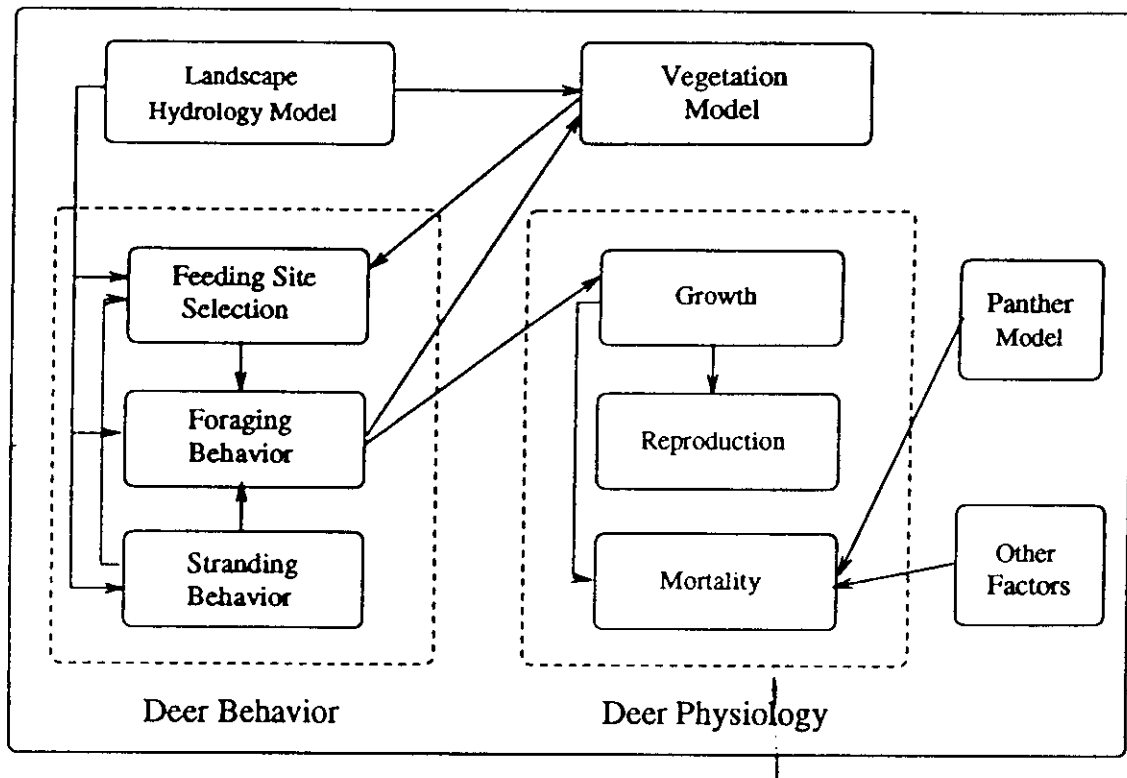 Landscape
Hydrology Model
Vegetation
Model
Feeding Site
Selection
Foraging
Behavior
Stranding
Behavior
Deer Behavior
Growth
Reproduction
Mortality
Deer Physiology
Panther
Model
Other
Factors